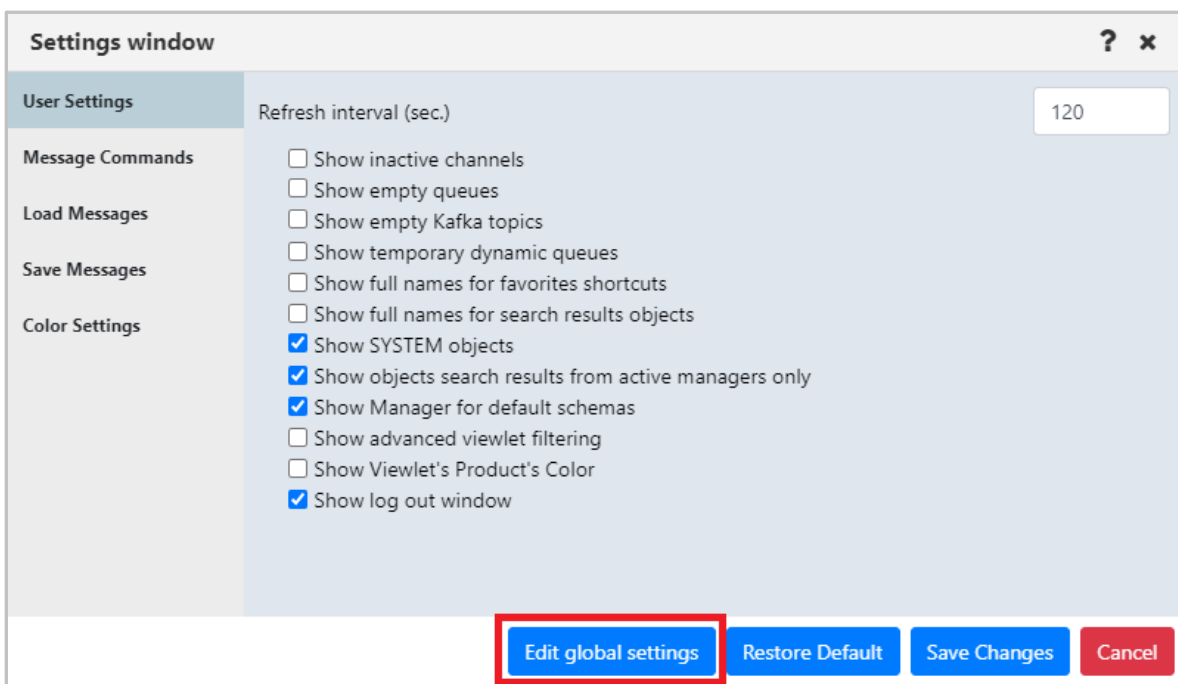 Settings window
? ×
User Settings
Message Commands
Load Messages
Save Messages
Color Settings
Refresh interval (sec.) 120
Show inactive channels
Show empty queues
Show empty Kafka topics
Show temporary dynamic queues
Show full names for favorites shortcuts
Show full names for search results objects
Show SYSTEM objects
Show objects search results from active managers only
Show Manager for default schemas
Show advanced viewlet filtering
Show Viewlet's Product's Color
Show log out window
Edit global settings Restore Default Save Changes Cancel